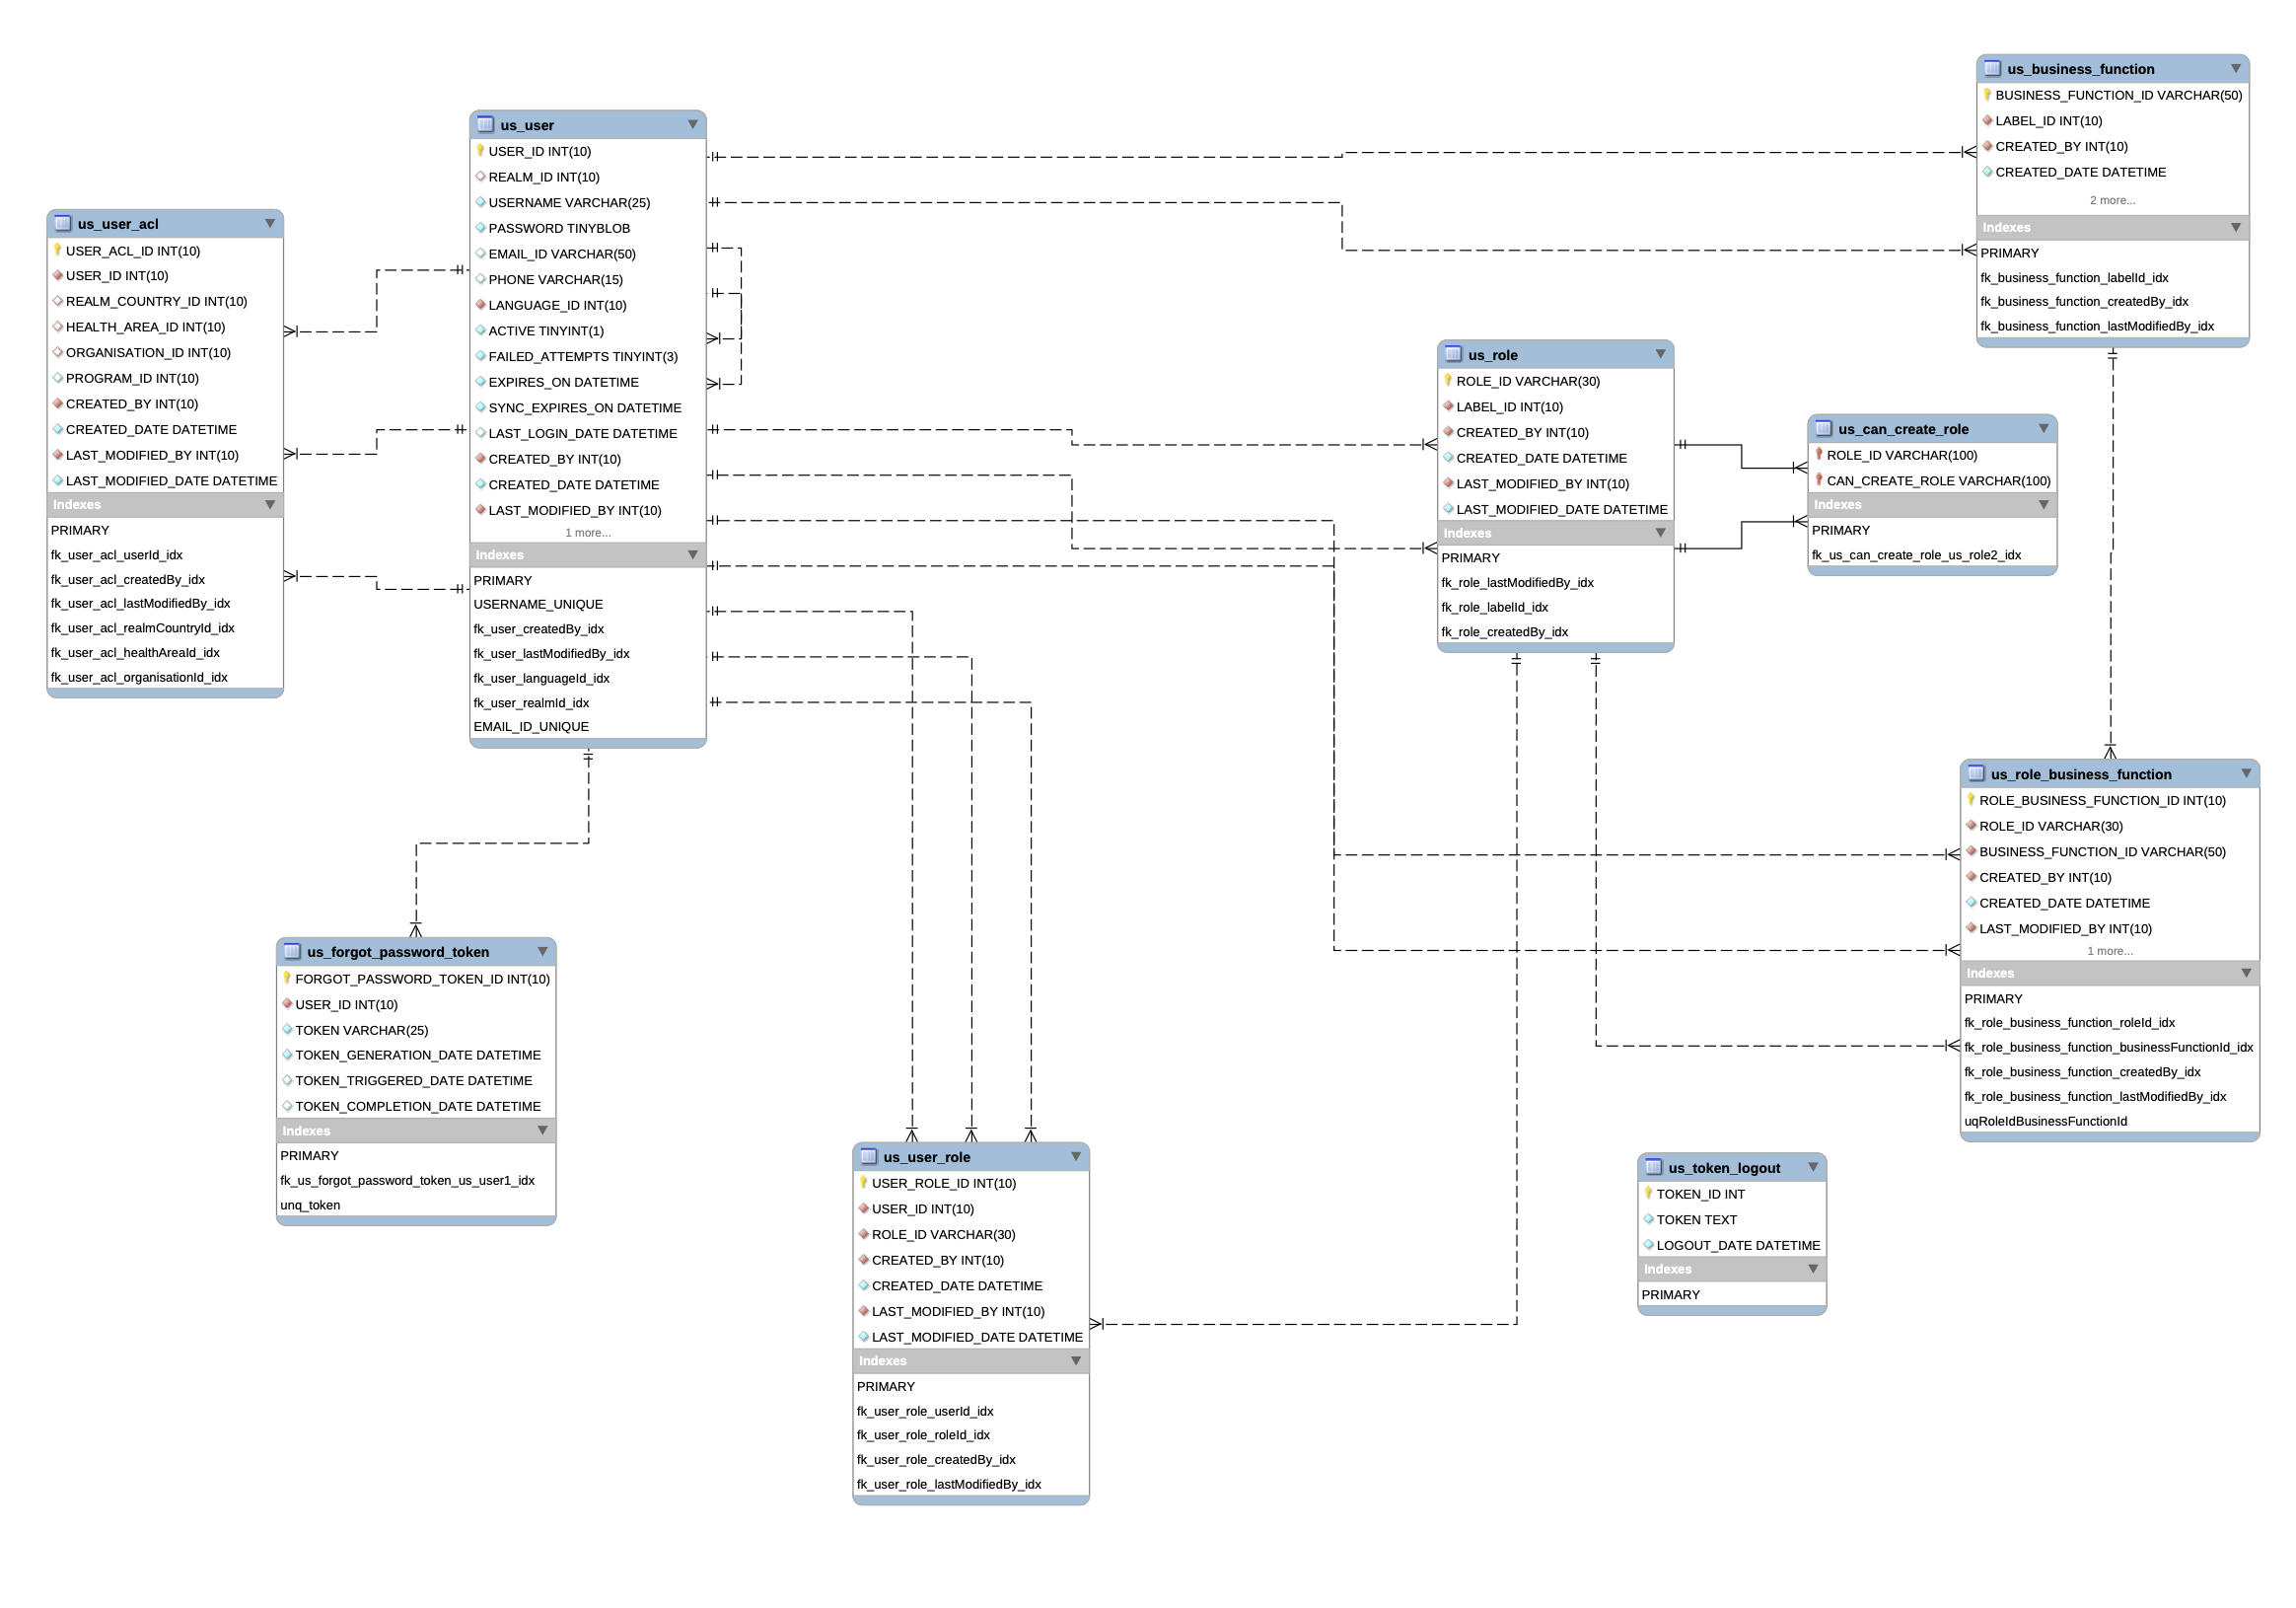 us_business_function
BUSINESS_FUNCTION_ID VARCHAR(50)
LABEL_ID INT(10)
CREATED_BY INT(10)
CREATED_DATE DATETIME
2 more...
Indexes
PRIMARY
fk_business_function_labelId_idx
fk_business_function_createdBy_idx
fk_business_function_lastModifiedBy_idx
us_user
USER_ID INT(10)
REALM_ID INT(10)
USERNAME VARCHAR(25)
PASSWORD TINYBLOB
EMAIL_ID VARCHAR(50)
PHONE VARCHAR(15)
LANGUAGE_ID INT(10)
ACTIVE TINYINT(1)
FAILED_ATTEMPTS TINYINT(3)
EXPIRES_ON DATETIME
SYNC_EXPIRES_ON DATETIME
LAST_LOGIN_DATE DATETIME
CREATED_BY INT(10)
CREATED_DATE DATETIME
LAST_MODIFIED_BY INT(10)
1 more...
Indexes
PRIMARY
USERNAME_UNIQUE
fk_user_createdBy_idx
fk_user_lastModifiedBy_idx
fk_user_languageId_idx
fk_user_realmId_idx
EMAIL_ID_UNIQUE
us_user_acl
USER_ACL_ID INT(10)
USER_ID INT(10)
REALM_COUNTRY_ID INT(10)
HEALTH_AREA_ID INT(10)
ORGANISATION_ID INT(10)
PROGRAM_ID INT(10)
CREATED_BY INT(10)
CREATED_DATE DATETIME
LAST_MODIFIED_BY INT(10)
LAST_MODIFIED_DATE DATETIME
Indexes
PRIMARY
fk_user_acl_userId_idx
fk_user_acl_createdBy_idx
fk_user_acl_lastModifiedBy_idx
fk_user_acl_realmCountryId_idx
fk_user_acl_healthAreaId_idx
fk_user_acl_organisationId_idx
us_role
ROLE_ID VARCHAR(30)
LABEL_ID INT(10)
CREATED_BY INT(10)
CREATED_DATE DATETIME
LAST_MODIFIED_BY INT(10)
LAST_MODIFIED_DATE DATETIME
Indexes
PRIMARY
fk_role_lastModifiedBy_idx
fk_role_labelId_idx
fk_role_createdBy_idx
us_can_create_role
ROLE_ID VARCHAR(100)
CAN_CREATE_ROLE VARCHAR(100)
Indexes
PRIMARY
fk_us_can_create_role_us_role2_idx
us_role_business_function
ROLE_BUSINESS_FUNCTION_ID INT(10)
ROLE_ID VARCHAR(30)
BUSINESS_FUNCTION_ID VARCHAR(50)
CREATED_BY INT(10)
CREATED_DATE DATETIME
LAST_MODIFIED_BY INT(10)
1 more...
Indexes
PRIMARY
fk_role_business_function_roleId_idx
fk_role_business_function_businessFunctionId_idx
fk_role_business_function_createdBy_idx
fk_role_business_function_lastModifiedBy_idx
uqRoleIdBusinessFunctionId
us_forgot_password_token
FORGOT_PASSWORD_TOKEN_ID INT(10)
USER_ID INT(10)
TOKEN VARCHAR(25)
TOKEN_GENERATION_DATE DATETIME
TOKEN_TRIGGERED_DATE DATETIME
TOKEN_COMPLETION_DATE DATETIME
Indexes
PRIMARY
fk_us_forgot_password_token_us_user1_idx
unq_token
us_user_role
USER_ROLE_ID INT(10)
USER_ID INT(10)
ROLE_ID VARCHAR(30)
CREATED_BY INT(10)
CREATED_DATE DATETIME
LAST_MODIFIED_BY INT(10)
LAST_MODIFIED_DATE DATETIME
Indexes
PRIMARY
fk_user_role_userId_idx
fk_user_role_roleId_idx
fk_user_role_createdBy_idx
fk_user_role_lastModifiedBy_idx
us_token_logout
TOKEN_ID INT
TOKEN TEXT
LOGOUT_DATE DATETIME
Indexes
PRIMARY